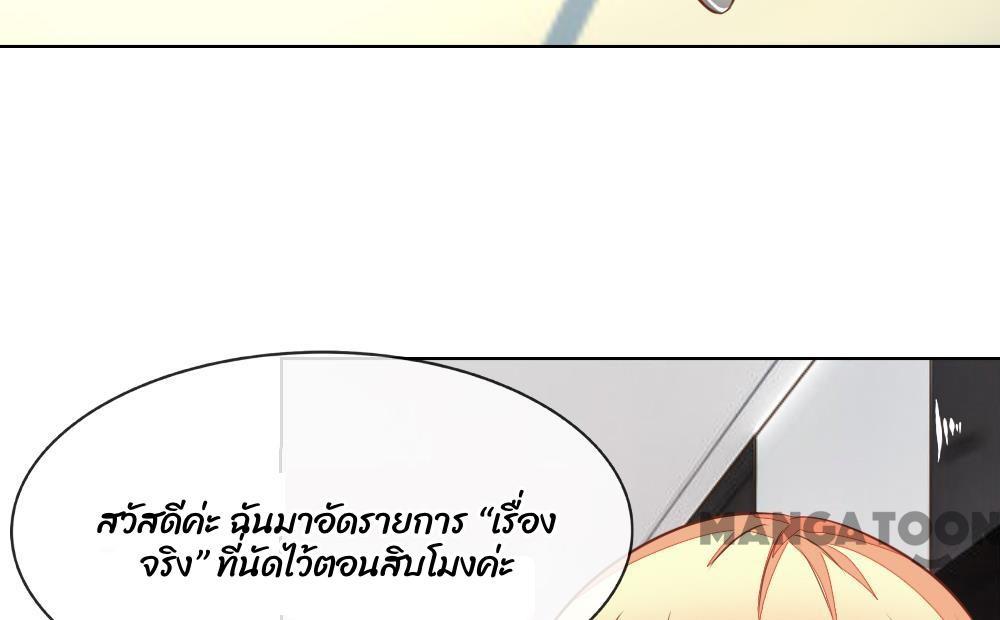 สวัสดีค่ะ ฉันมาอัดรายการ “เรื่อง
จริง” ที่นัดไว้ตอนสิบโมงค่ะ
MANGATOON